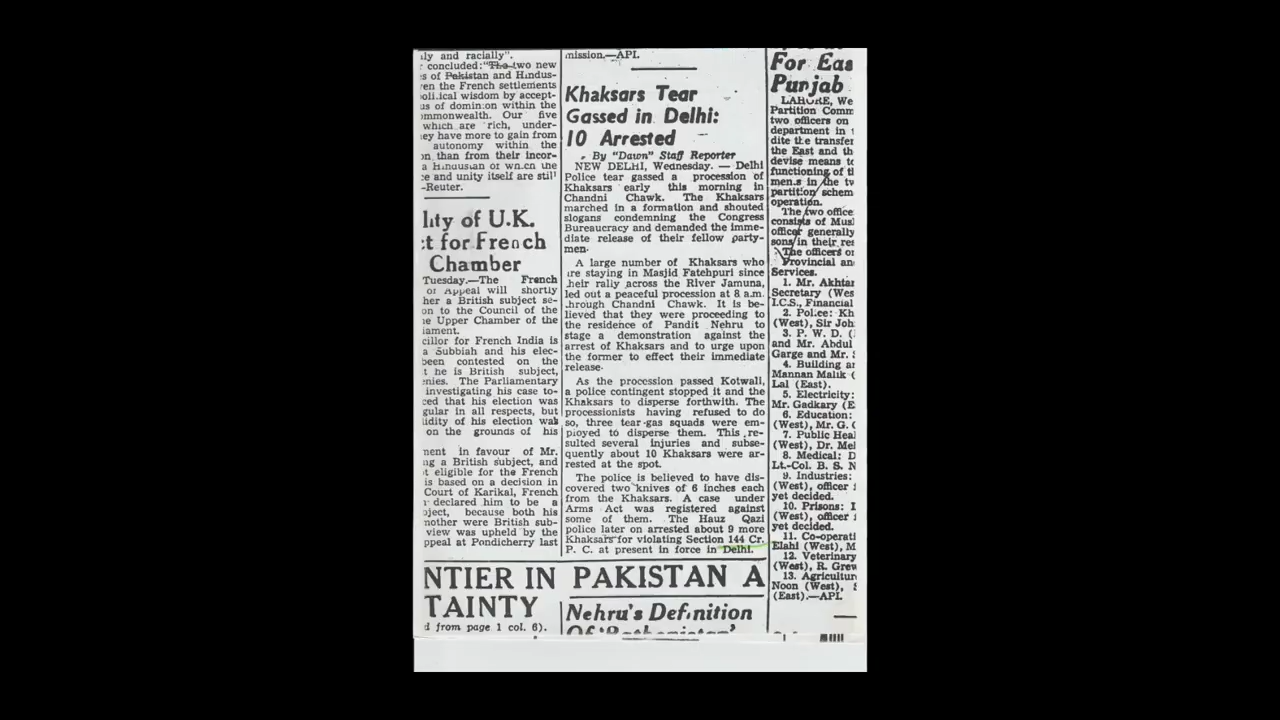 ly and racially".
concluded: "The two new
s of Pakistan and Hindus-
en the French settlements
political wisdom by accept-
us of dominion within the
ommonwealth. Our five
which are rich, under-
ey have more to gain from
autonomy within the
on than from their incor-
a Hindustan of which the
ce and unity itself are still
—Reuter.
lity of U.K.
ct for French
Chamber
Tuesday.—The French
of Appeal will shortly
her a British subject se-
on to the Council of the
he Upper Chamber of the
iament.
cillor for French India is
a Subbiah and his elec-
been contested on the
t he is British subject,
enies. The Parliamentary
investigating his case to-
ced that his election was
gular in all respects, but
lidity of his election was
on the grounds of his
ment in favour of Mr.
ng a British subject, and
t eligible for the French
is based on a decision in
Court of Karikal, French
declared him to be a
bject, because both his
mother were British sub-
view was upheld by the
ppeal at Pondicherry last
mission.—API.
Khaksars Tear
Gassed in Delhi:
10 Arrested
By "Dawn" Staff Reporter
NEW DELHI, Wednesday. — Delhi
Police tear gassed a procession of
Khaksars early this morning in
Chandni Chawk. The Khaksars
marched in a formation and shouted
slogans condemning the Congress
Bureaucracy and demanded the imme-
diate release of their fellow party-
men.
A large number of Khaksars who
are staying in Masjid Fatehpuri since
their rally across the River Jamuna,
led out a peaceful procession at 8 a.m.
through Chandni Chawk. It is be-
lieved that they were proceeding to
the residence of Pandit Nehru to
stage a demonstration against the
arrest of Khaksars and to urge upon
the former to effect their immediate
release.
As the procession passed Kotwali,
a police contingent stopped it and the
Khaksars to disperse forthwith. The
processionists having refused to do
so, three tear-gas squads were em-
ployed to disperse them. This re-
sulted several injuries and subse-
quently about 10 Khaksars were ar-
rested at the spot.
The police is believed to have dis-
covered two knives of 6 inches each
from the Khaksars. A case under
Arms Act was registered against
some of them. The Hauz Qazi
police later on arrested about 9 more
Khaksars for violating Section 144 Cr.
P. C. at present in force in Delhi.
For Eas
Punjab
LAHORE, We
Partition Comm
two officers on
department in
dite the transfer
the East and th
devise means to
functioning of th
ments in the tw
partition schem
operation.
The two office
consists of Mus
officer generally
sons in their re
The officers o
Provincial an
Services.
1. Mr. Akhtar
Secretary (Wes
I.C.S., Financial
2. Police: Kh
(West), Sir Joh
3. P. W. D. (
and Mr. Abdul
Garge and Mr.
4. Building a
Mannan Malik (
Lal (East).
5. Electricity:
Mr. Gadkary (E
6. Education:
(West), Mr. G.
7. Public Heal
(West), Dr. Mel
8. Medical: D
Lt.-Col. B. S. N
9. Industries:
(West), officer
yet decided.
10. Prisons: I
(West), officer
yet decided.
11. Co-operati
Elahi (West), M
12. Veterinary
(West), R. Grew
13. Agriculture
Noon (West), S
(East).—API.
NTIER IN PAKISTAN A
TAINTY
d from page 1 col. 6).
Nehru's Definition
Of 'Pathanistan'